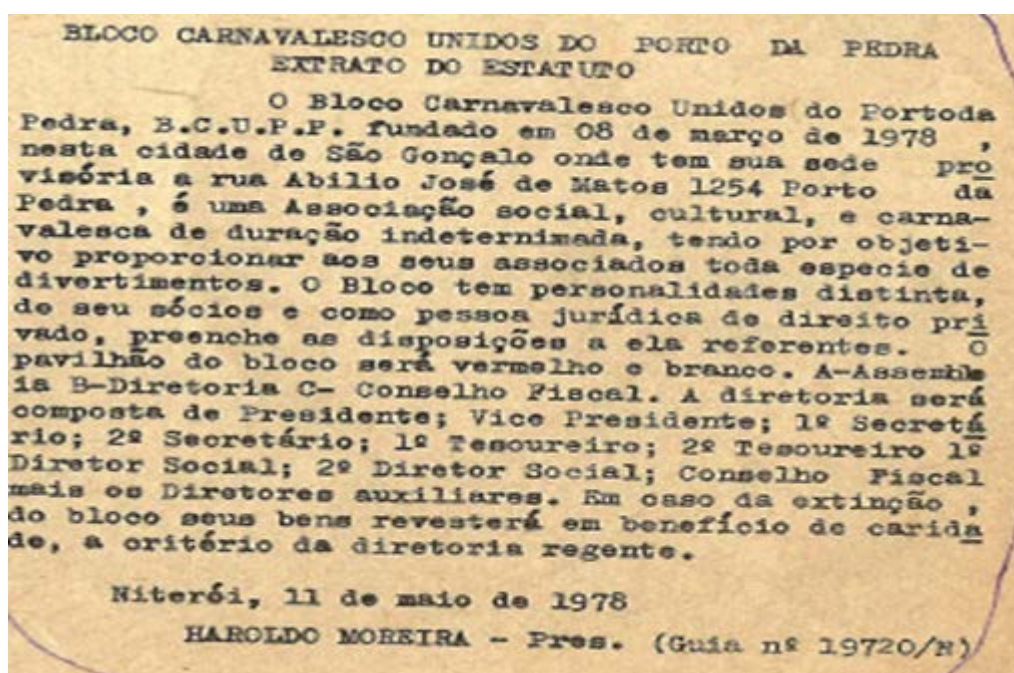 BLOCO CARNAVALESCO UNIDOS DO PORTO DA PEDRA
EXTRATO DO ESTATUTO
O Bloco Carnavalesco Unidos do Portoda
Pedra, B.C.U.P.P. fundado em 08 de março de 1978 ,
nesta cidade de São Gonçalo onde tem sua sede pro
visória a rua Abilio José de Matos 1254 Porto da
Pedra , é uma Associação social, cultural, e carna-
valesca de duração indeternimada, tendo por objeti-
vo proporcionar aos seus associados toda especie de
divertimentos. O Bloco tem personalidades distinta,
de seu sócios e como pessoa jurídica de direito pri
vado, preenche as disposições a ela referentes. O
pavilhão do bloco será vermelho e branco. A-Assemble
ia B-Diretoria C- Conselho Fiscal. A diretoria será
composta de Presidente; Vice Presidente; 1º Secretá
rio; 2º Secretário; 1º Tesoureiro; 2º Tesoureiro 1º
Diretor Social; 2º Diretor Social; Conselho Fiscal
mais os Diretores auxiliares. Em caso da extinção ,
do bloco seus bens revesterá em benefício de carida
de, a critério da diretoria regente.
Niterói, 11 de maio de 1978
HAROLDO MOREIRA - Pres. (Guia nº 19720/N)